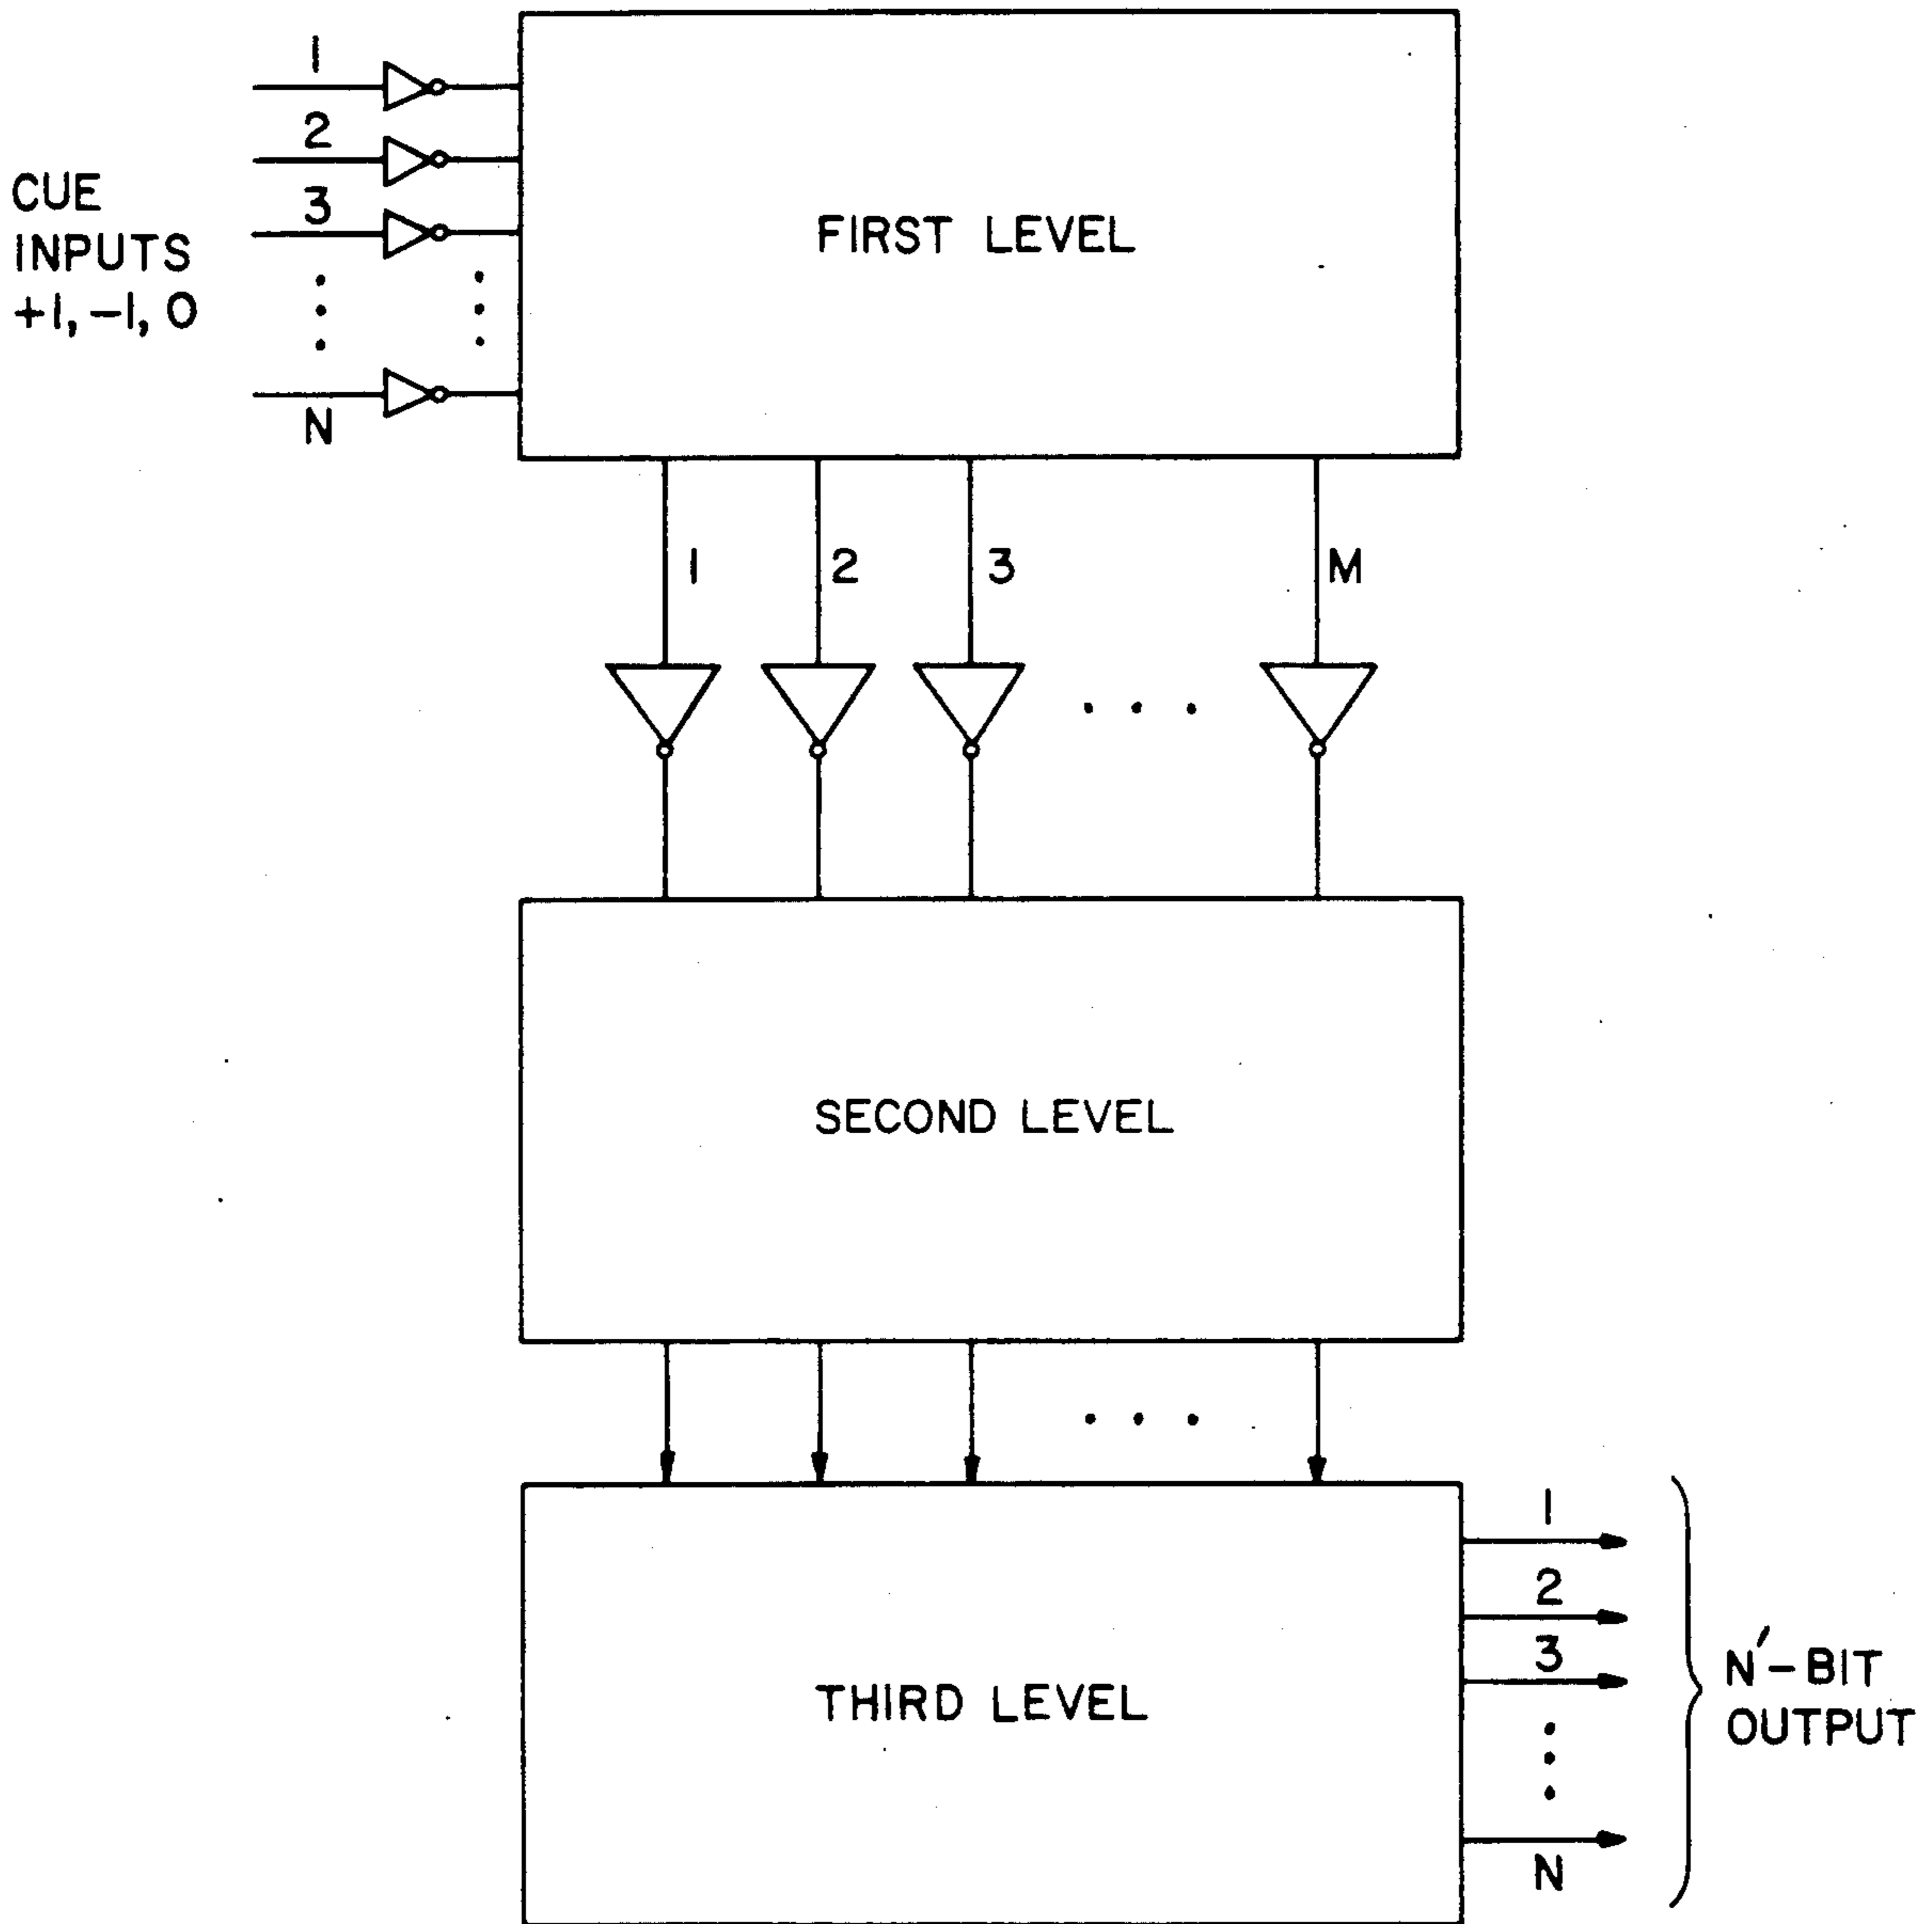 1
2
3
N
CUE
INPUTS
+1, -1, 0
FIRST LEVEL
1
2
3
M
SECOND LEVEL
THIRD LEVEL
1
2
3
N
N′-BIT
OUTPUT